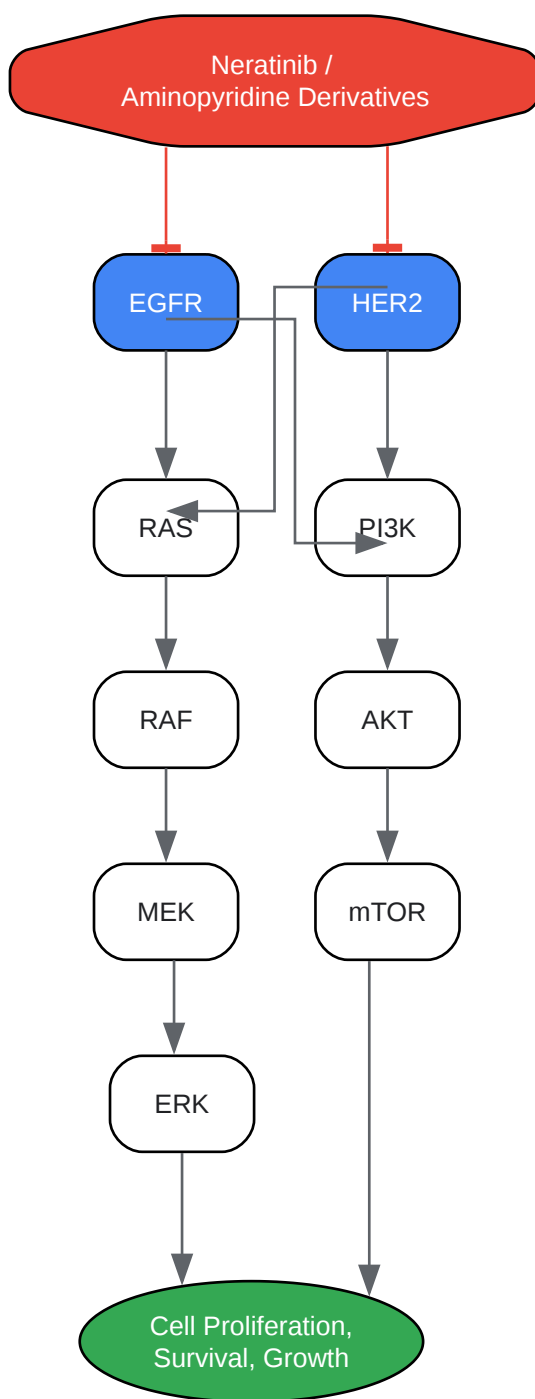 Neratinib /
Aminopyridine Derivatives
EGFR
HER2
RAS
PI3K
RAF
AKT
MEK
mTOR
ERK
Cell Proliferation,
Survival, Growth